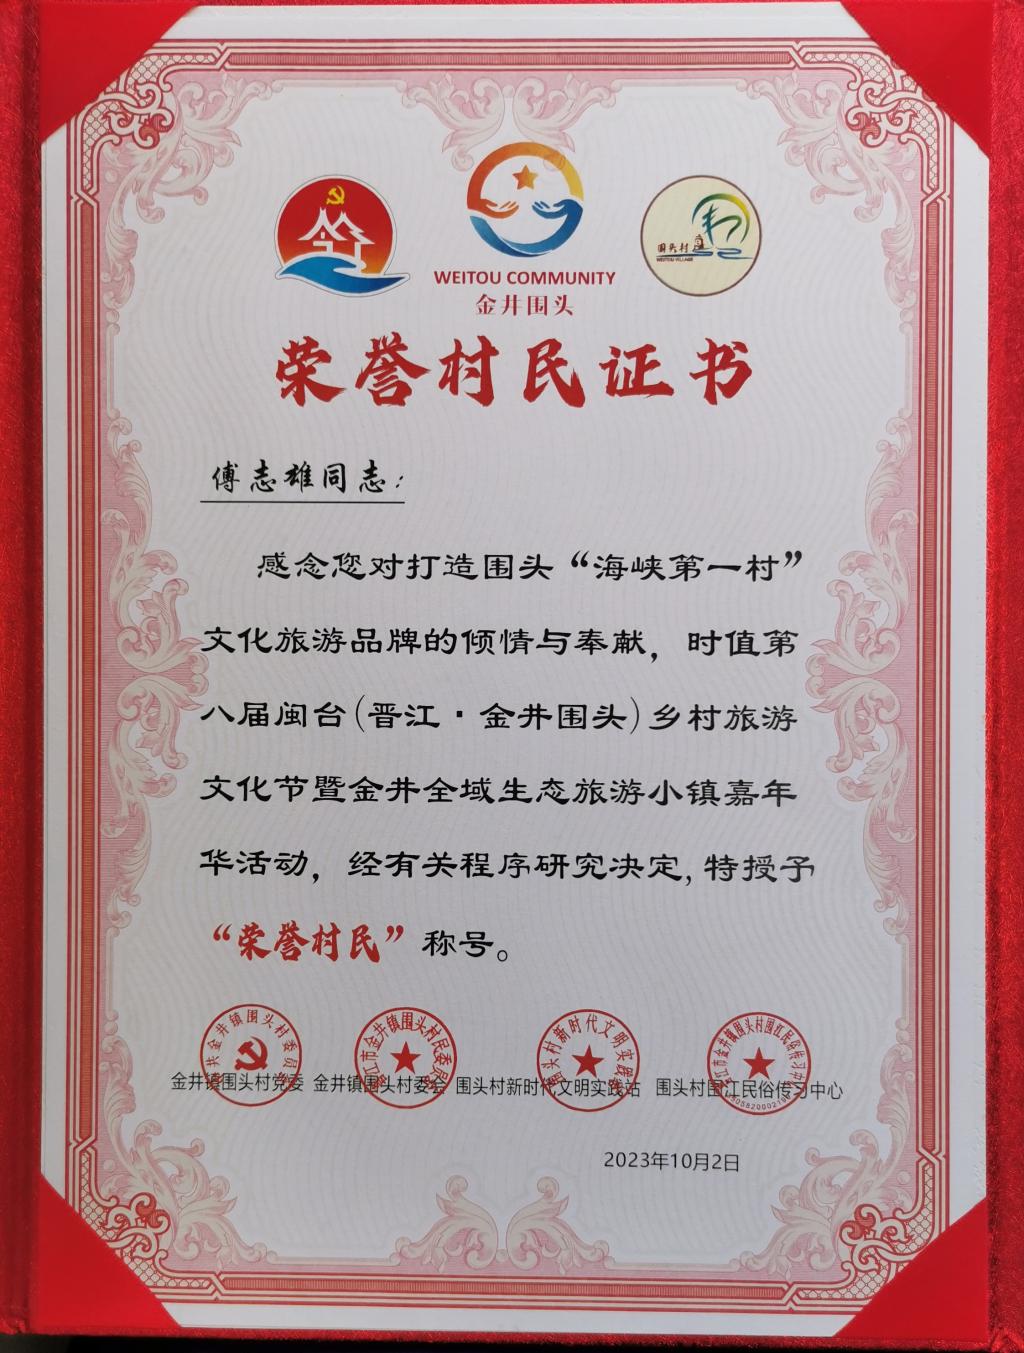 WEITOU COMMUNITY
金井围头
围头村
WEITOU VILLAGE
荣誉村民证书
傅志雄同志：
感念您对打造围头“海峡第一村”
文化旅游品牌的倾情与奉献，时值第
八届闽台(晋江·金井围头)乡村旅游
文化节暨金井全域生态旅游小镇嘉年
华活动，经有关程序研究决定,特授予
“荣誉村民”称号。
金井镇围头村党委 金井镇围头村委会 围头村新时代文明实践站 围头村围江民俗传习中心
2023年10月2日